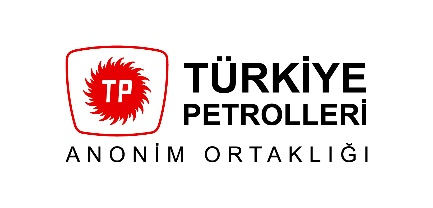 TP
TÜRKİYE
PETROLLERİ
ANONİM ORTAKLIĞI